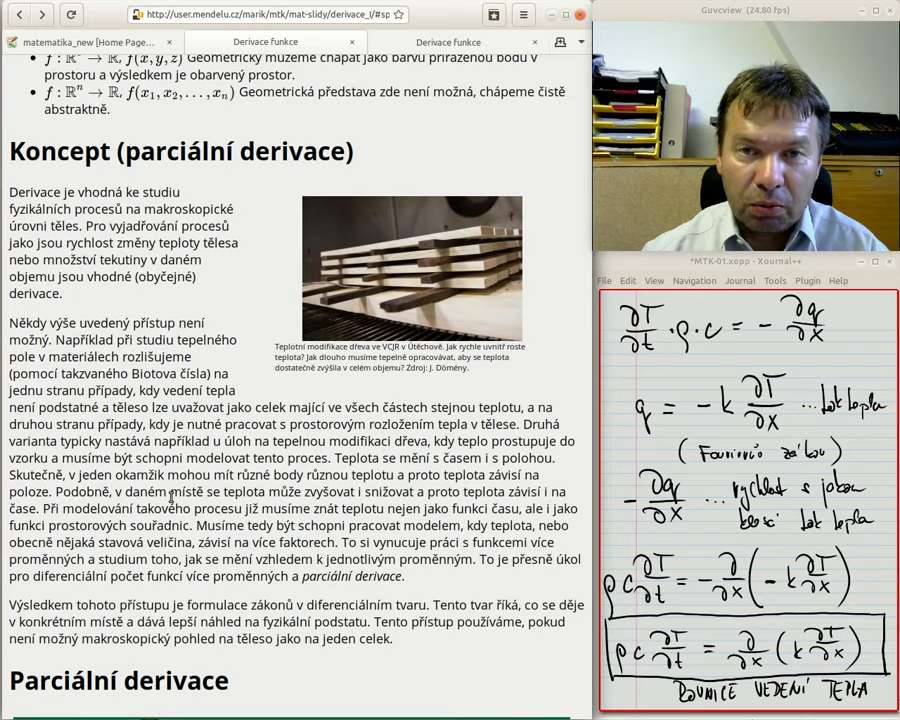 http://user.mendelu.cz/marik/mtk/mat-slidy/derivace_I/#sp
matematika_new [Home Page...
Derivace funkce
Derivace funkce
prostoru a výsledkem je obarvený prostor.
• f : ℝⁿ → ℝ, f(x₁, x₂, . . . , xₙ) Geometrická představa zde není možná, chápeme čistě
abstraktně.
Koncept (parciální derivace)
Derivace je vhodná ke studiu
fyzikálních procesů na makroskopické
úrovni těles. Pro vyjadřování procesů
jako jsou rychlost změny teploty tělesa
nebo množství tekutiny v daném
objemu jsou vhodné (obyčejné)
derivace.
Teplotní modifikace dřeva ve VCJR v Útěchově. Jak rychle uvnitř roste
teplota? Jak dlouho musíme tepelně opracovávat, aby se teplota
dostatečně zvýšila v celém objemu? Zdroj: J. Dömény.
Někdy výše uvedený přístup není
možný. Například při studiu tepelného
pole v materiálech rozlišujeme
(pomocí takzvaného Biotova čísla) na
jednu stranu případy, kdy vedení tepla
není podstatné a těleso lze uvažovat jako celek mající ve všech částech stejnou teplotu, a na
druhou stranu případy, kdy je nutné pracovat s prostorovým rozložením tepla v tělese. Druhá
varianta typicky nastává například u úloh na tepelnou modifikaci dřeva, kdy teplo prostupuje do
vzorku a musíme být schopni modelovat tento proces. Teplota se mění s časem i s polohou.
Skutečně, v jeden okamžik mohou mít různé body různou teplotu a proto teplota závisí na
poloze. Podobně, v daném místě se teplota může zvyšovat i snižovat a proto teplota závisí i na
čase. Při modelování takového procesu již musíme znát teplotu nejen jako funkci času, ale i jako
funkci prostorových souřadnic. Musíme tedy být schopni pracovat modelem, kdy teplota, nebo
obecně nějaká stavová veličina, závisí na více faktorech. To si vynucuje práci s funkcemi více
proměnných a studium toho, jak se mění vzhledem k jednotlivým proměnným. To je přesně úkol
pro diferenciální počet funkcí více proměnných a parciální derivace.
Výsledkem tohoto přístupu je formulace zákonů v diferenciálním tvaru. Tento tvar říká, co se děje
v konkrétním místě a dává lepší náhled na fyzikální podstatu. Tento přístup používáme, pokud
není možný makroskopický pohled na těleso jako na jeden celek.
Parciální derivace
Guvcview (24.80 fps)
*MTK-01.xopp - Xournal++
File Edit View Navigation Journal Tools Plugin Help
∂T/∂t · ρ · c = - ∂q/∂x
q = - k ∂T/∂x ... tok tepla
(Fourierův zákon)
- ∂q/∂x ... rychlost s jakou
klesá tok tepla
ρ c ∂T/∂t = - ∂/∂x (- k ∂T/∂x)
ρ c ∂T/∂t = ∂/∂x (k ∂T/∂x)
ROVNICE VEDENÍ TEPLA